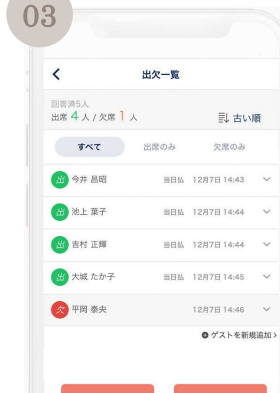 03
出欠一覧
回答済5人
出席 4 人 / 欠席 1 人 古い順
すべて 出席のみ 欠席のみ
出 今井 昌昭 当日払 12月7日 14:43
出 池上 葉子 当日払 12月7日 14:44
出 吉村 正輝 当日払 12月7日 14:44
出 大城 たか子 当日払 12月7日 14:45
欠 平岡 泰央 12月7日 14:46
ゲストを新規追加